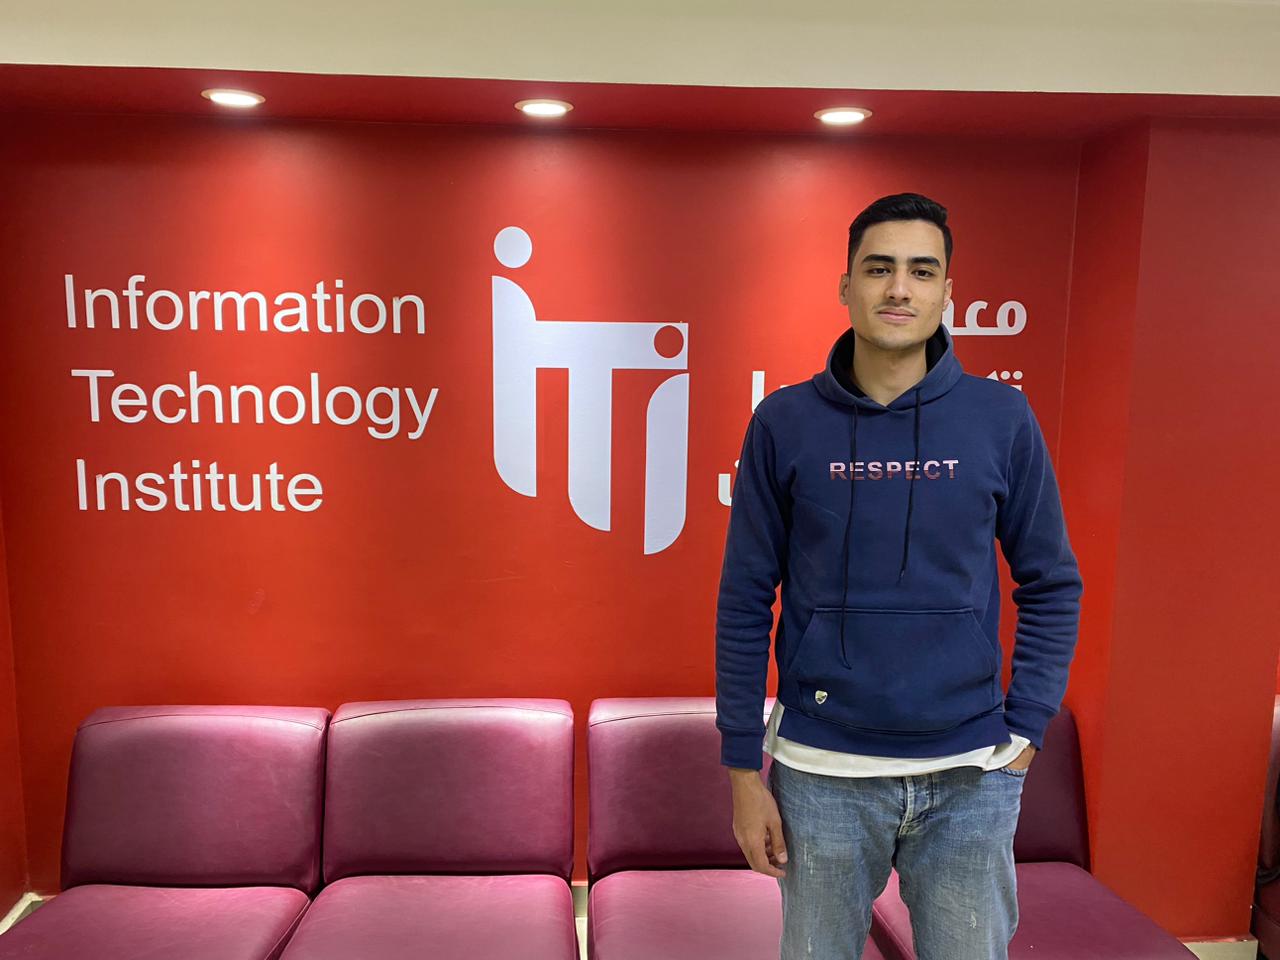 Information
Technology
Institute
iTi
RESPECT